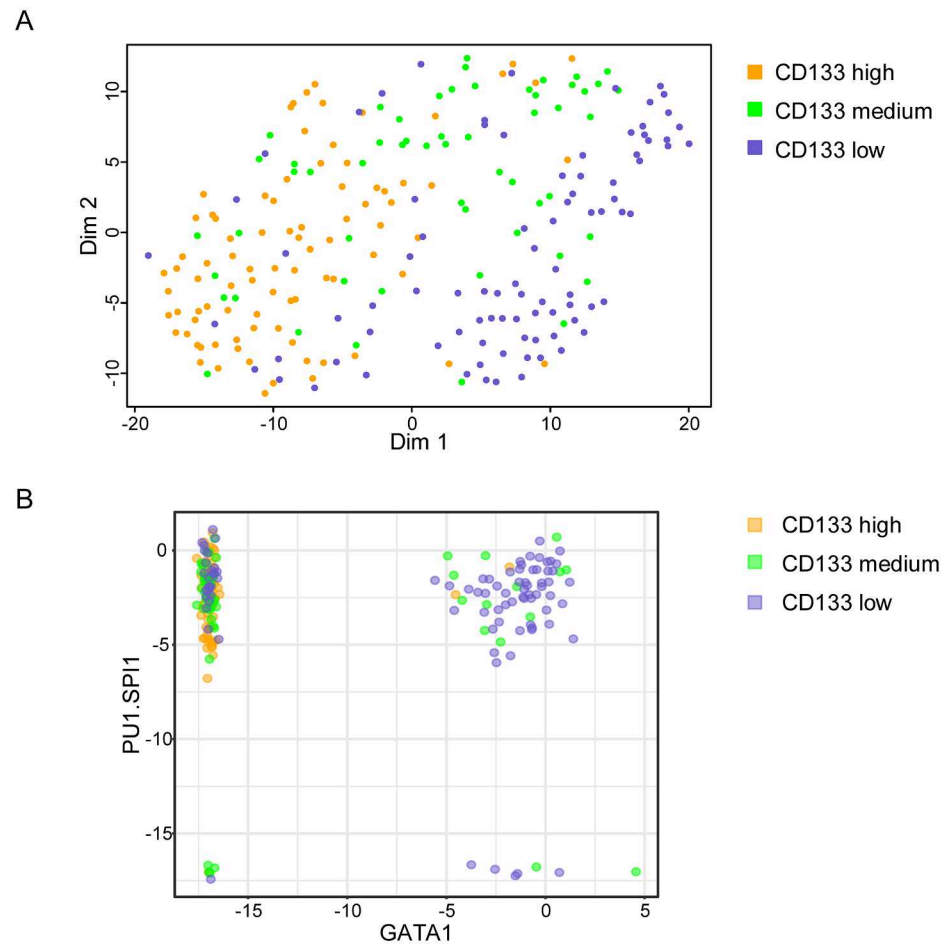 A
CD133 high
CD133 medium
CD133 low
10
5
0
-5
-10
Dim 2
-20
-10
0
10
20
Dim 1
B
CD133 high
CD133 medium
CD133 low
0
-5
-10
-15
PU1.SPI1
-15
-10
-5
0
5
GATA1